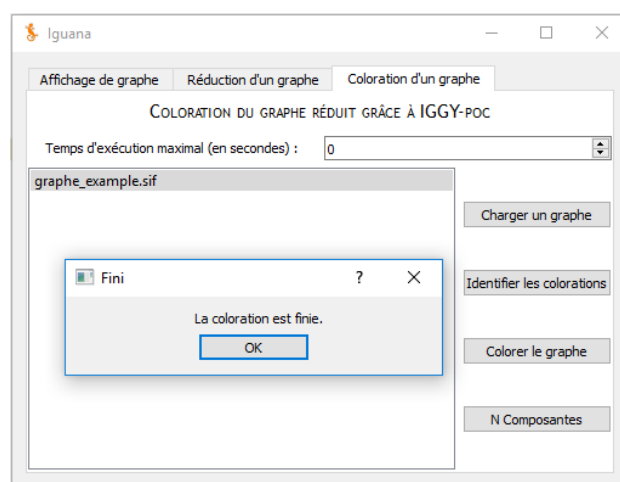 Iguana
Affichage de graphe Réduction d'un graphe Coloration d'un graphe
COLORATION DU GRAPHE RÉDUIT GRÂCE À IGGY-POC
Temps d'exécution maximal (en secondes) : 0
graphe_example.sif
Charger un graphe
Fini ?
Identifier les colorations
La coloration est finie.
OK
Colorer le graphe
N Composantes